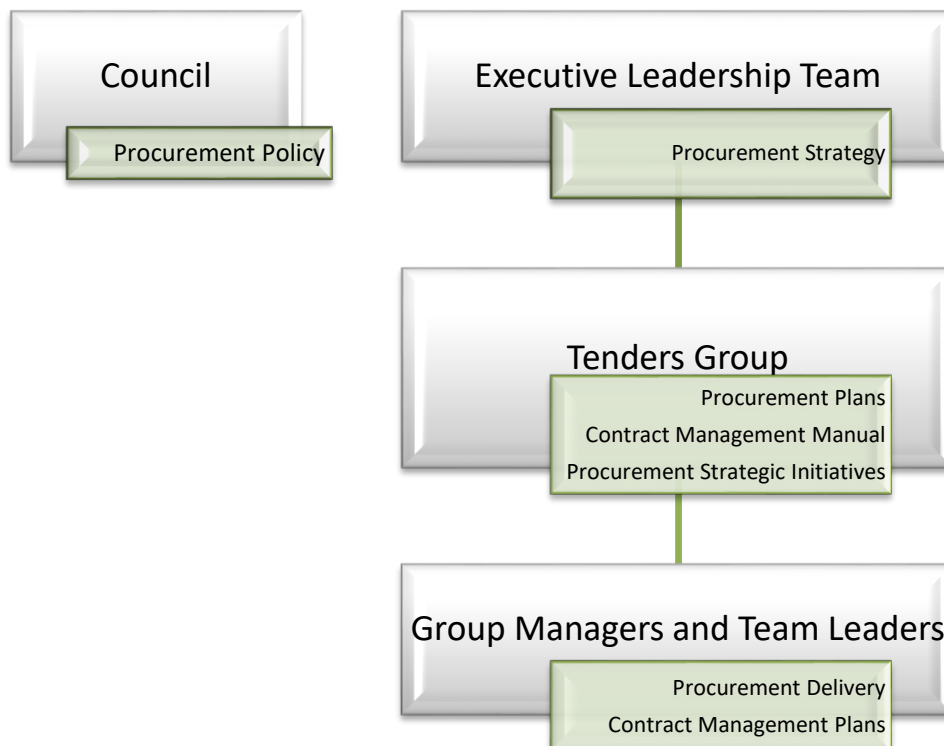 Council
Procurement Policy
Executive Leadership Team
Procurement Strategy
Tenders Group
Procurement Plans
Contract Management Manual
Procurement Strategic Initiatives
Group Managers and Team Leaders
Procurement Delivery
Contract Management Plans